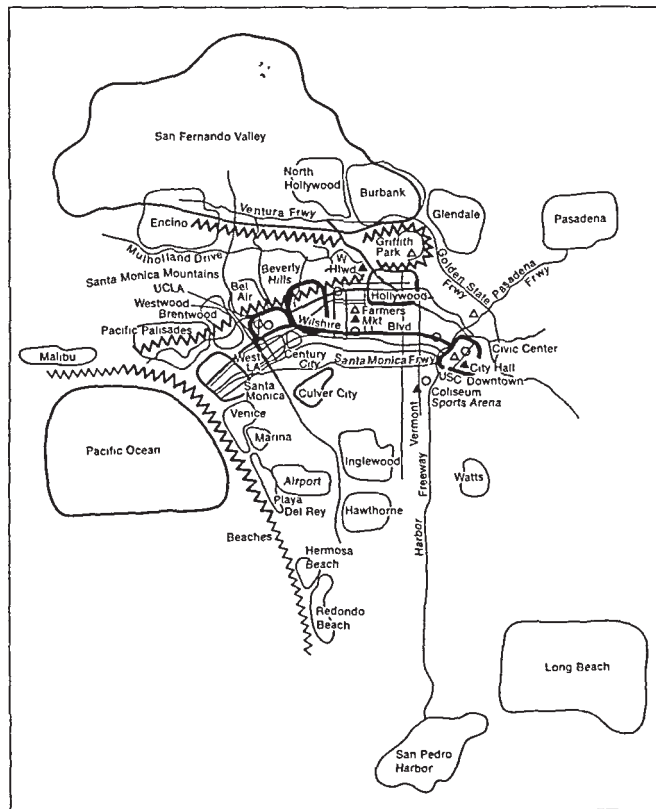 San Fernando Valley
North
Hollywood
Burbank
Glendale
Pasadena
Ventura Frwy
Encino
Mulholland Drive
Griffith
Park
Golden State
Frwy
Pasadena
Frwy
Santa Monica Mountains
UCLA
Westwood
Brentwood
Pacific Palisades
Bel
Air
Beverly
Hills
W
Hlwd
Hollywood
Malibu
Wilshire
Blvd
Farmers
Mkt
Civic Center
City Hall
Downtown
USC
Coliseum
Sports Arena
West
LA
Century
City
Santa Monica Frwy
Santa
Monica
Culver City
Vermont
Venice
Marina
Pacific Ocean
Airport
Inglewood
Watts
Playa
Del Rey
Hawthorne
Harbor Freeway
Beaches
Hermosa
Beach
Redondo
Beach
Long Beach
San Pedro
Harbor